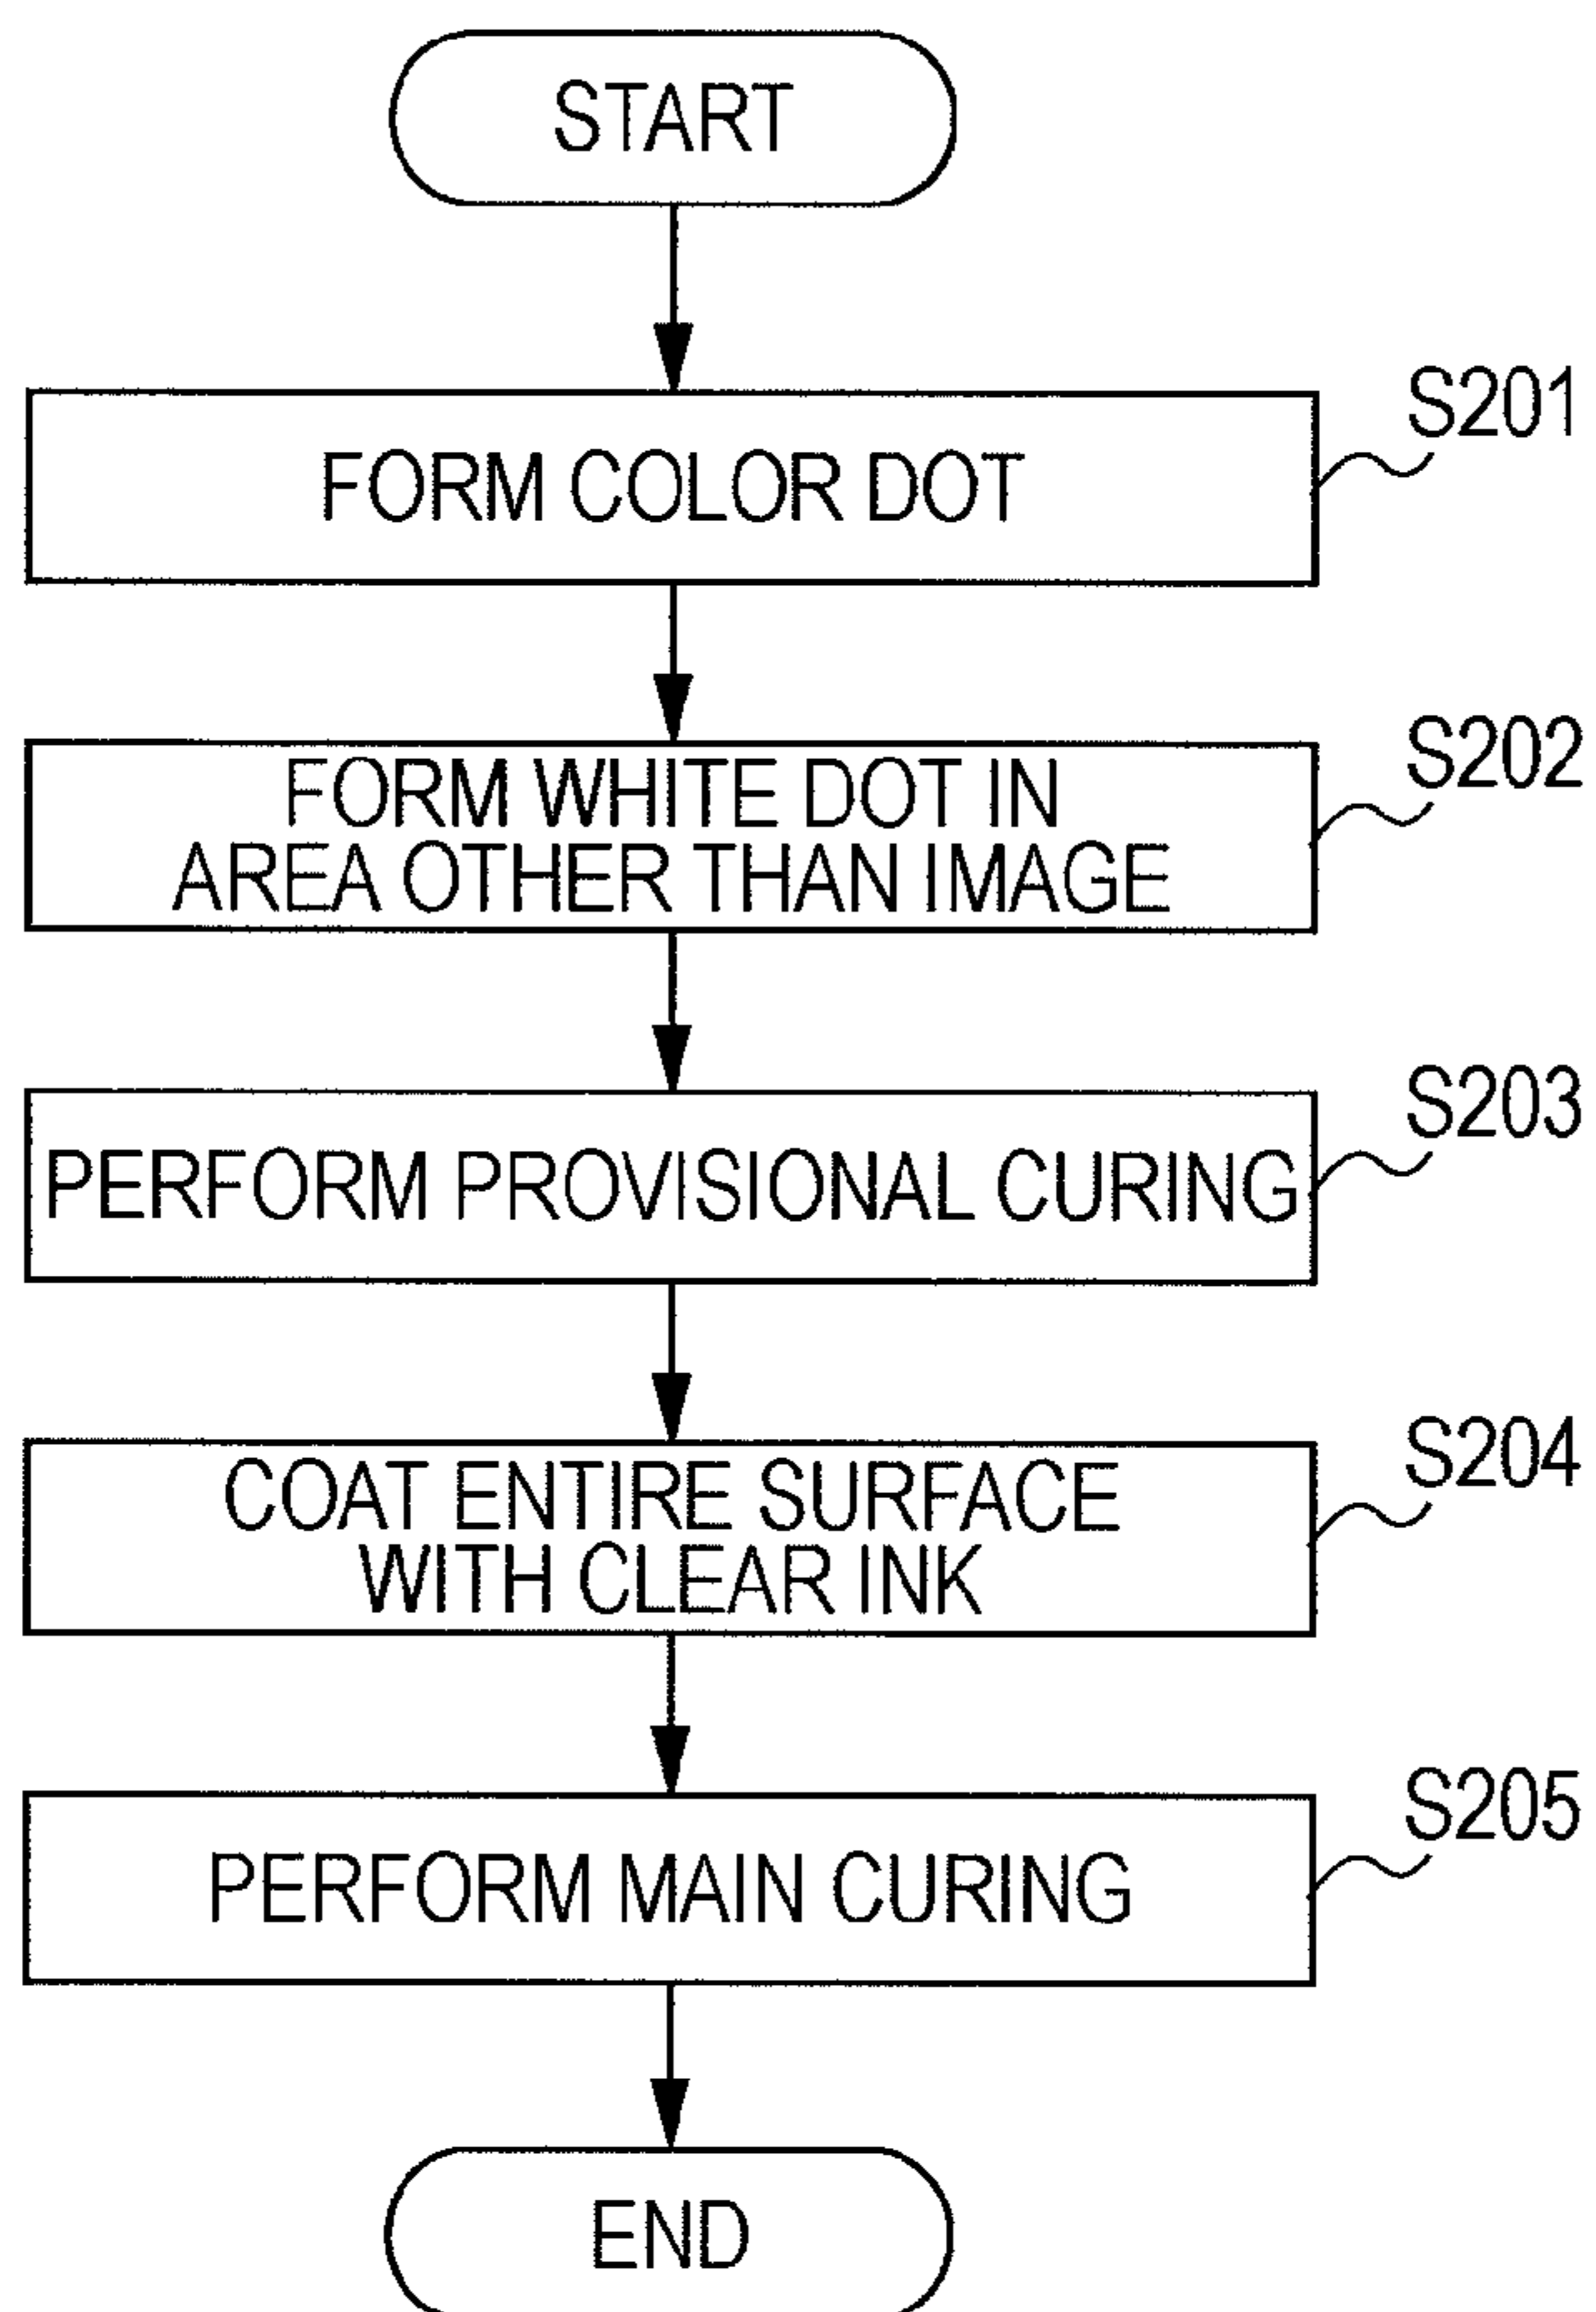 START
S201
FORM COLOR DOT
S202
FORM WHITE DOT IN
AREA OTHER THAN IMAGE
S203
PERFORM PROVISIONAL CURING
S204
COAT ENTIRE SURFACE
WITH CLEAR INK
S205
PERFORM MAIN CURING
END